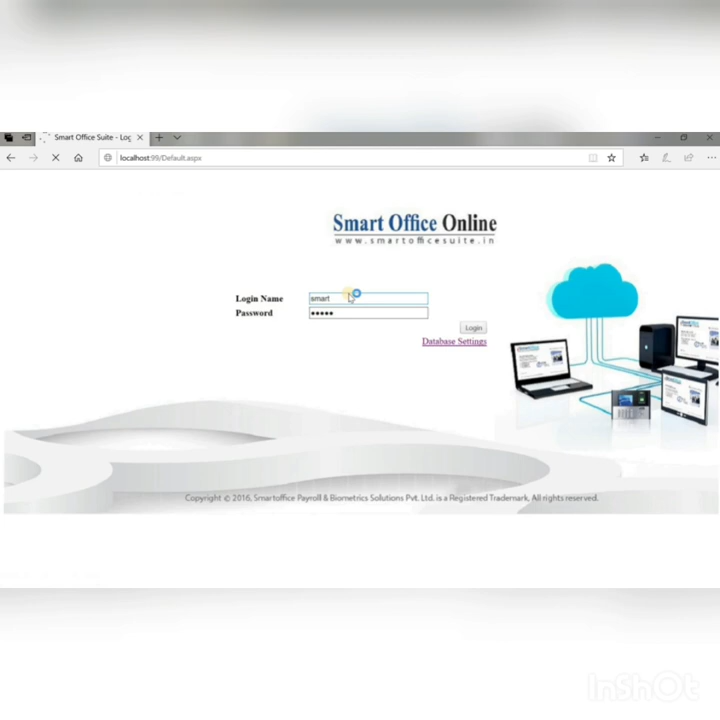 Smart Office Suite - Log
localhost:99/Default.aspx
Smart Office Online
www.smartofficesuite.in
Login Name
smart
Password
•••••
Login
Database Settings
Copyright © 2016, Smartoffice Payroll & Biometrics Solutions Pvt. Ltd. is a Registered Trademark, All rights reserved.
InShOt